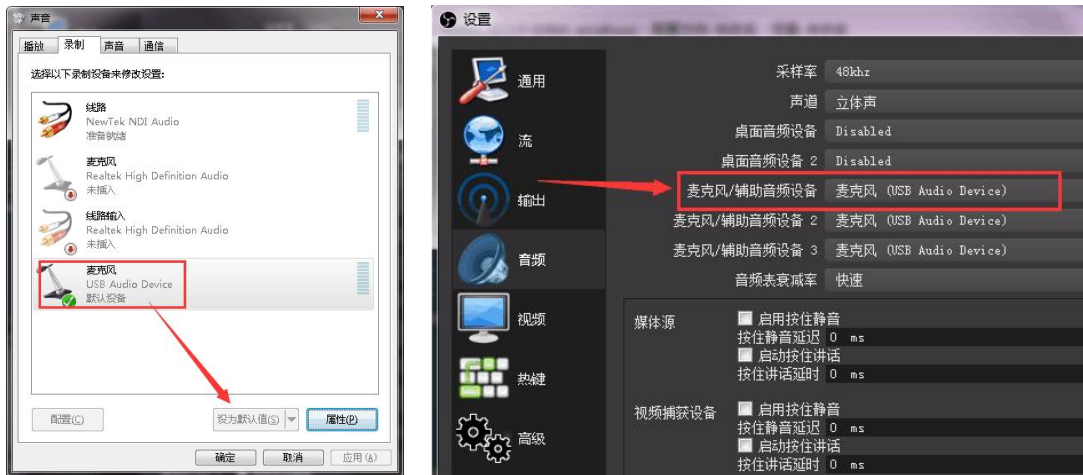 声音
播放 录制 声音 通信
选择以下录制设备来修改设置:
线路
NewTek NDI Audio
准备就绪
麦克风
Realtek High Definition Audio
未插入
线路输入
Realtek High Definition Audio
未插入
麦克风
USB Audio Device
默认设备
配置(C)
设为默认值(S)
属性(P)
确定
取消
应用(A)
设置
通用
流
输出
音频
视频
热键
高级
采样率 48khz
声道 立体声
桌面音频设备 Disabled
桌面音频设备 2 Disabled
麦克风/辅助音频设备 麦克风 (USB Audio Device)
麦克风/辅助音频设备 2 麦克风 (USB Audio Device)
麦克风/辅助音频设备 3 麦克风 (USB Audio Device)
音频表衰减率 快速
媒体源
启用按住静音
按住静音延迟 0 ms
启动按住讲话
按住讲话延时 0 ms
视频捕获设备
启用按住静音
按住静音延迟 0 ms
启动按住讲话
按住讲话延时 0 ms